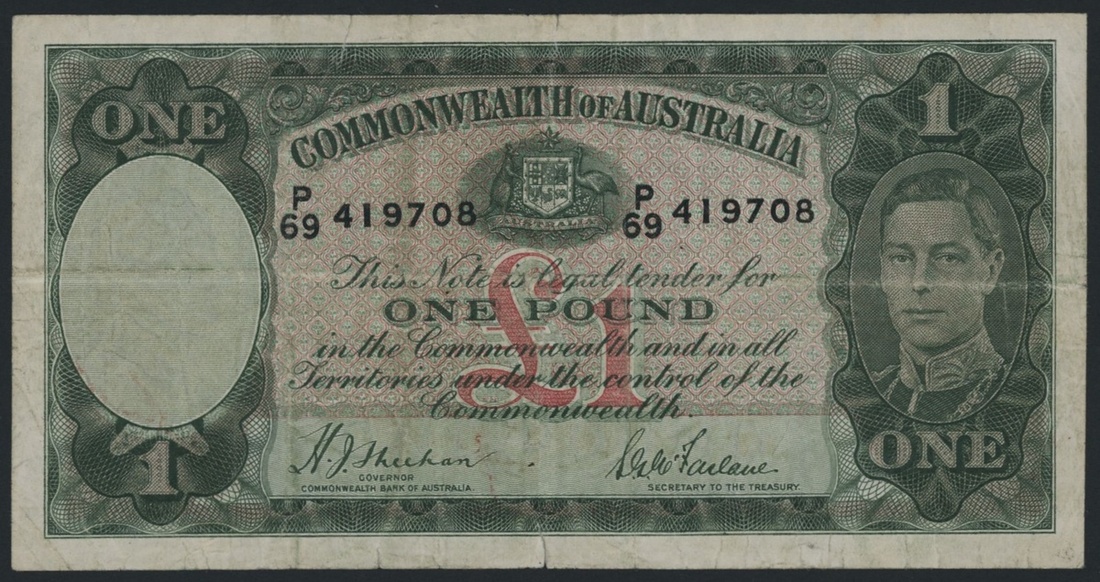 ONE
1
COMMONWEALTH OF AUSTRALIA
AUSTRALIA
P/69 419708
P/69 419708
This Note is legal tender for
ONE POUND
in the Commonwealth and in all
Territories under the control of the
Commonwealth.
£1
H.J. Sheehan
GOVERNOR
COMMONWEALTH BANK OF AUSTRALIA.
McFarlane
SECRETARY TO THE TREASURY.
1
ONE